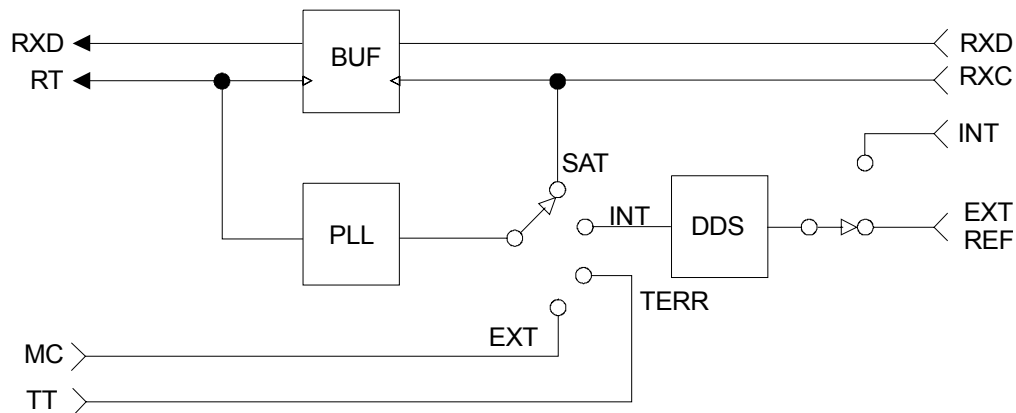 RXD
BUF
RXD
RT
RXC
INT
SAT
PLL
INT
DDS
EXT
REF
TERR
EXT
MC
TT